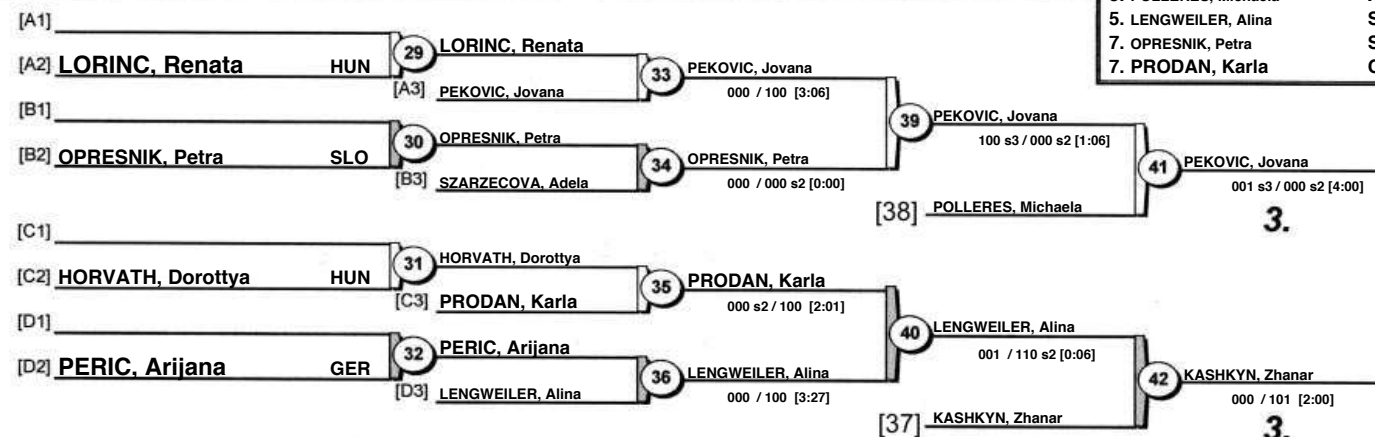 5. LENGWEILER, Alina S
7. OPRESNIK, Petra S
7. PRODAN, Karla
[A1]
[A2] LORINC, Renata HUN
29
LORINC, Renata
[A3] PEKOVIC, Jovana
33
PEKOVIC, Jovana
000 / 100 [3:06]
[B1]
[B2] OPRESNIK, Petra SLO
30
OPRESNIK, Petra
[B3] SZARZECOVA, Adela
34
OPRESNIK, Petra
000 / 000 s2 [0:00]
39
PEKOVIC, Jovana
100 s3 / 000 s2 [1:06]
[38] POLLERES, Michaela
41
PEKOVIC, Jovana
001 s3 / 000 s2 [4:00]
3.
[C1]
[C2] HORVATH, Dorottya HUN
31
HORVATH, Dorottya
[C3] PRODAN, Karla
35
PRODAN, Karla
000 s2 / 100 [2:01]
[D1]
[D2] PERIC, Arijana GER
32
PERIC, Arijana
[D3] LENGWEILER, Alina
36
LENGWEILER, Alina
000 / 100 [3:27]
40
LENGWEILER, Alina
001 / 110 s2 [0:06]
[37] KASHKYN, Zhanar
42
KASHKYN, Zhanar
000 / 101 [2:00]
3.